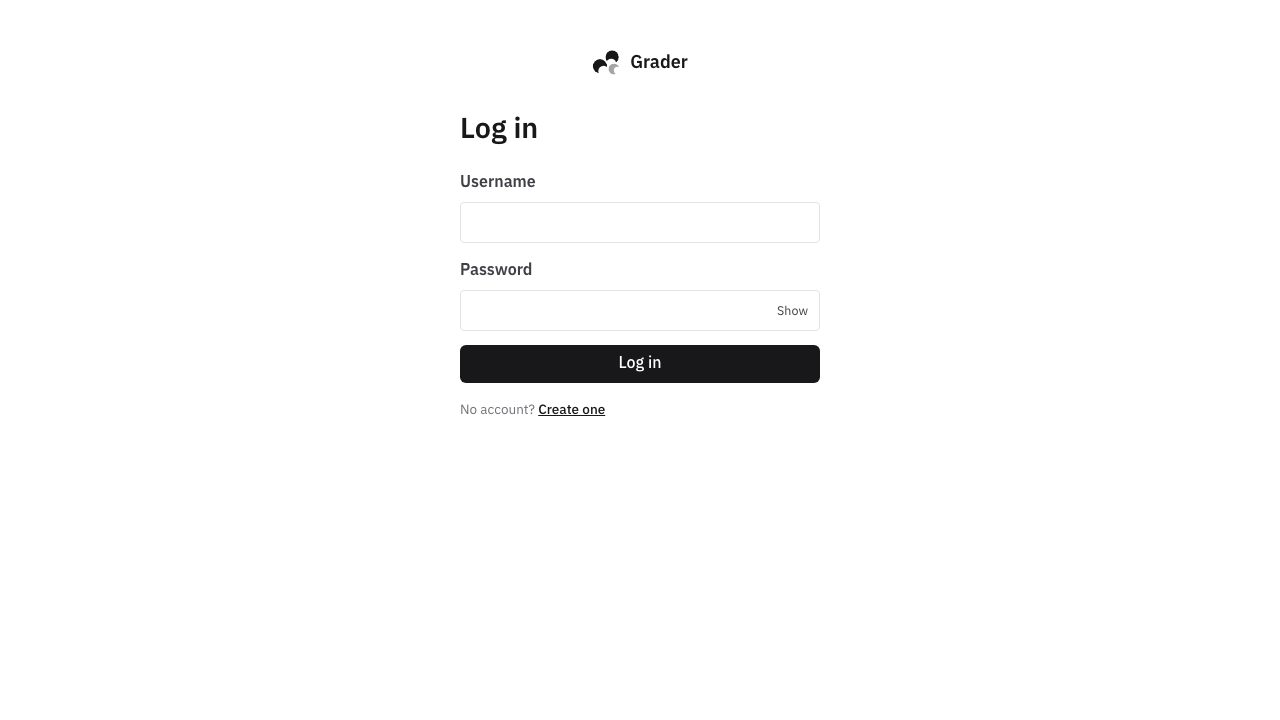 Grader
Log in
Username
Password
Show
Log in
No account? Create one